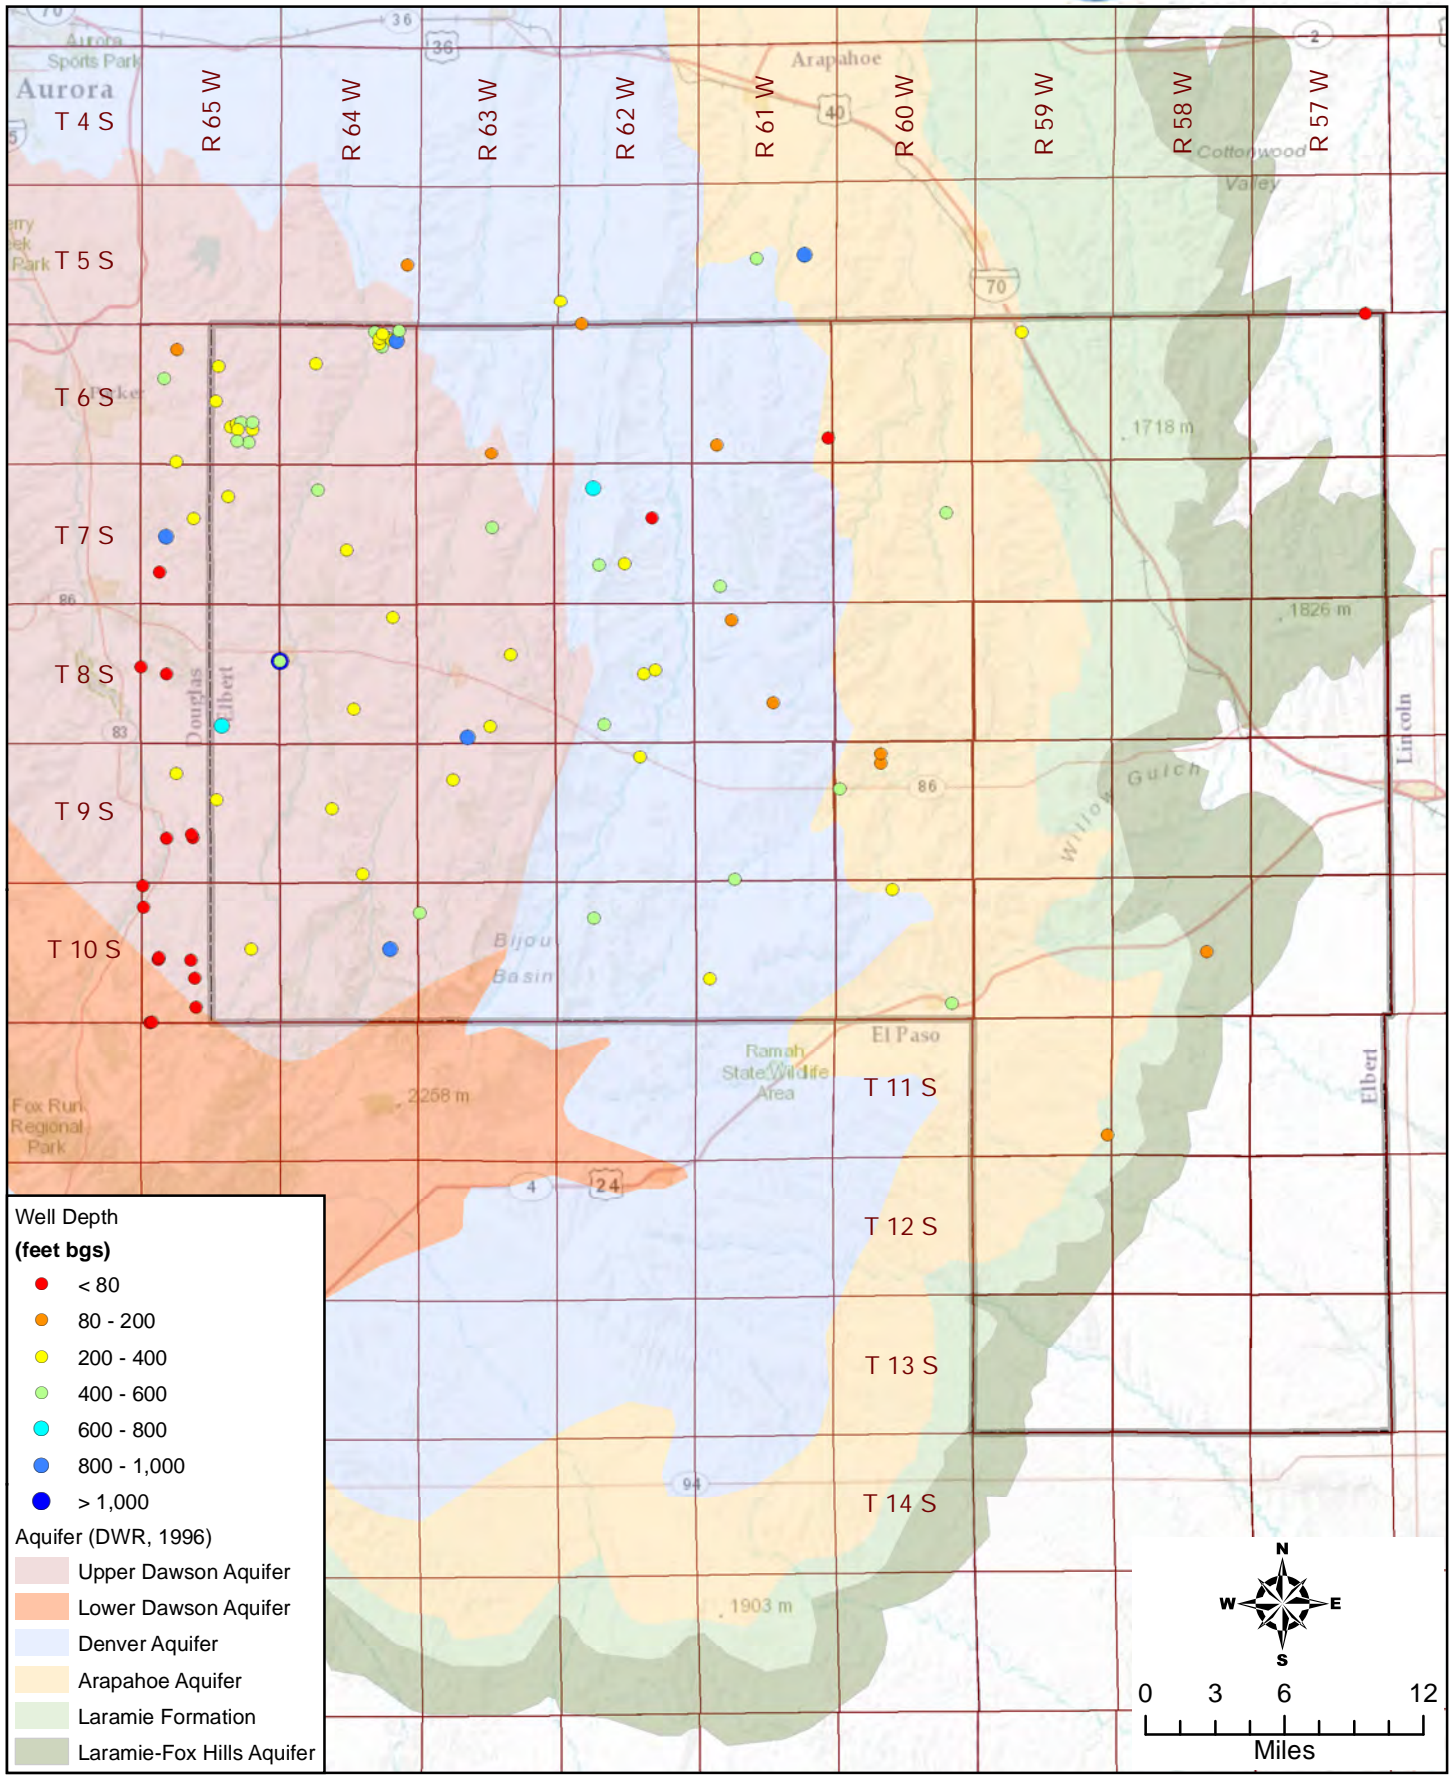 70
36
36
2
Aurora
Sports Park
Arapahoe
Aurora
T 4 S
R 65 W
R 64 W
R 63 W
R 62 W
R 61 W
40
R 60 W
R 59 W
R 58 W
R 57 W
5
Cottonwood
Valley
erry
ek
Park
T 5 S
70
T 6 S
Parker
1718 m
T 7 S
86
1826 m
T 8 S
Douglas
Elbert
83
Lincoln
T 9 S
86
Willow Gulch
T 10 S
Bijou
Basin
El Paso
Ramah
State Wildlife
Area
T 11 S
Elbert
2258 m
Fox Run
Regional
Park
4
24
T 12 S
T 13 S
94
T 14 S
1903 m
Well Depth
(feet bgs)
< 80
80 - 200
200 - 400
400 - 600
600 - 800
800 - 1,000
> 1,000
Aquifer (DWR, 1996)
Upper Dawson Aquifer
Lower Dawson Aquifer
Denver Aquifer
Arapahoe Aquifer
Laramie Formation
Laramie-Fox Hills Aquifer
N
W E
S
0 3 6 12
Miles